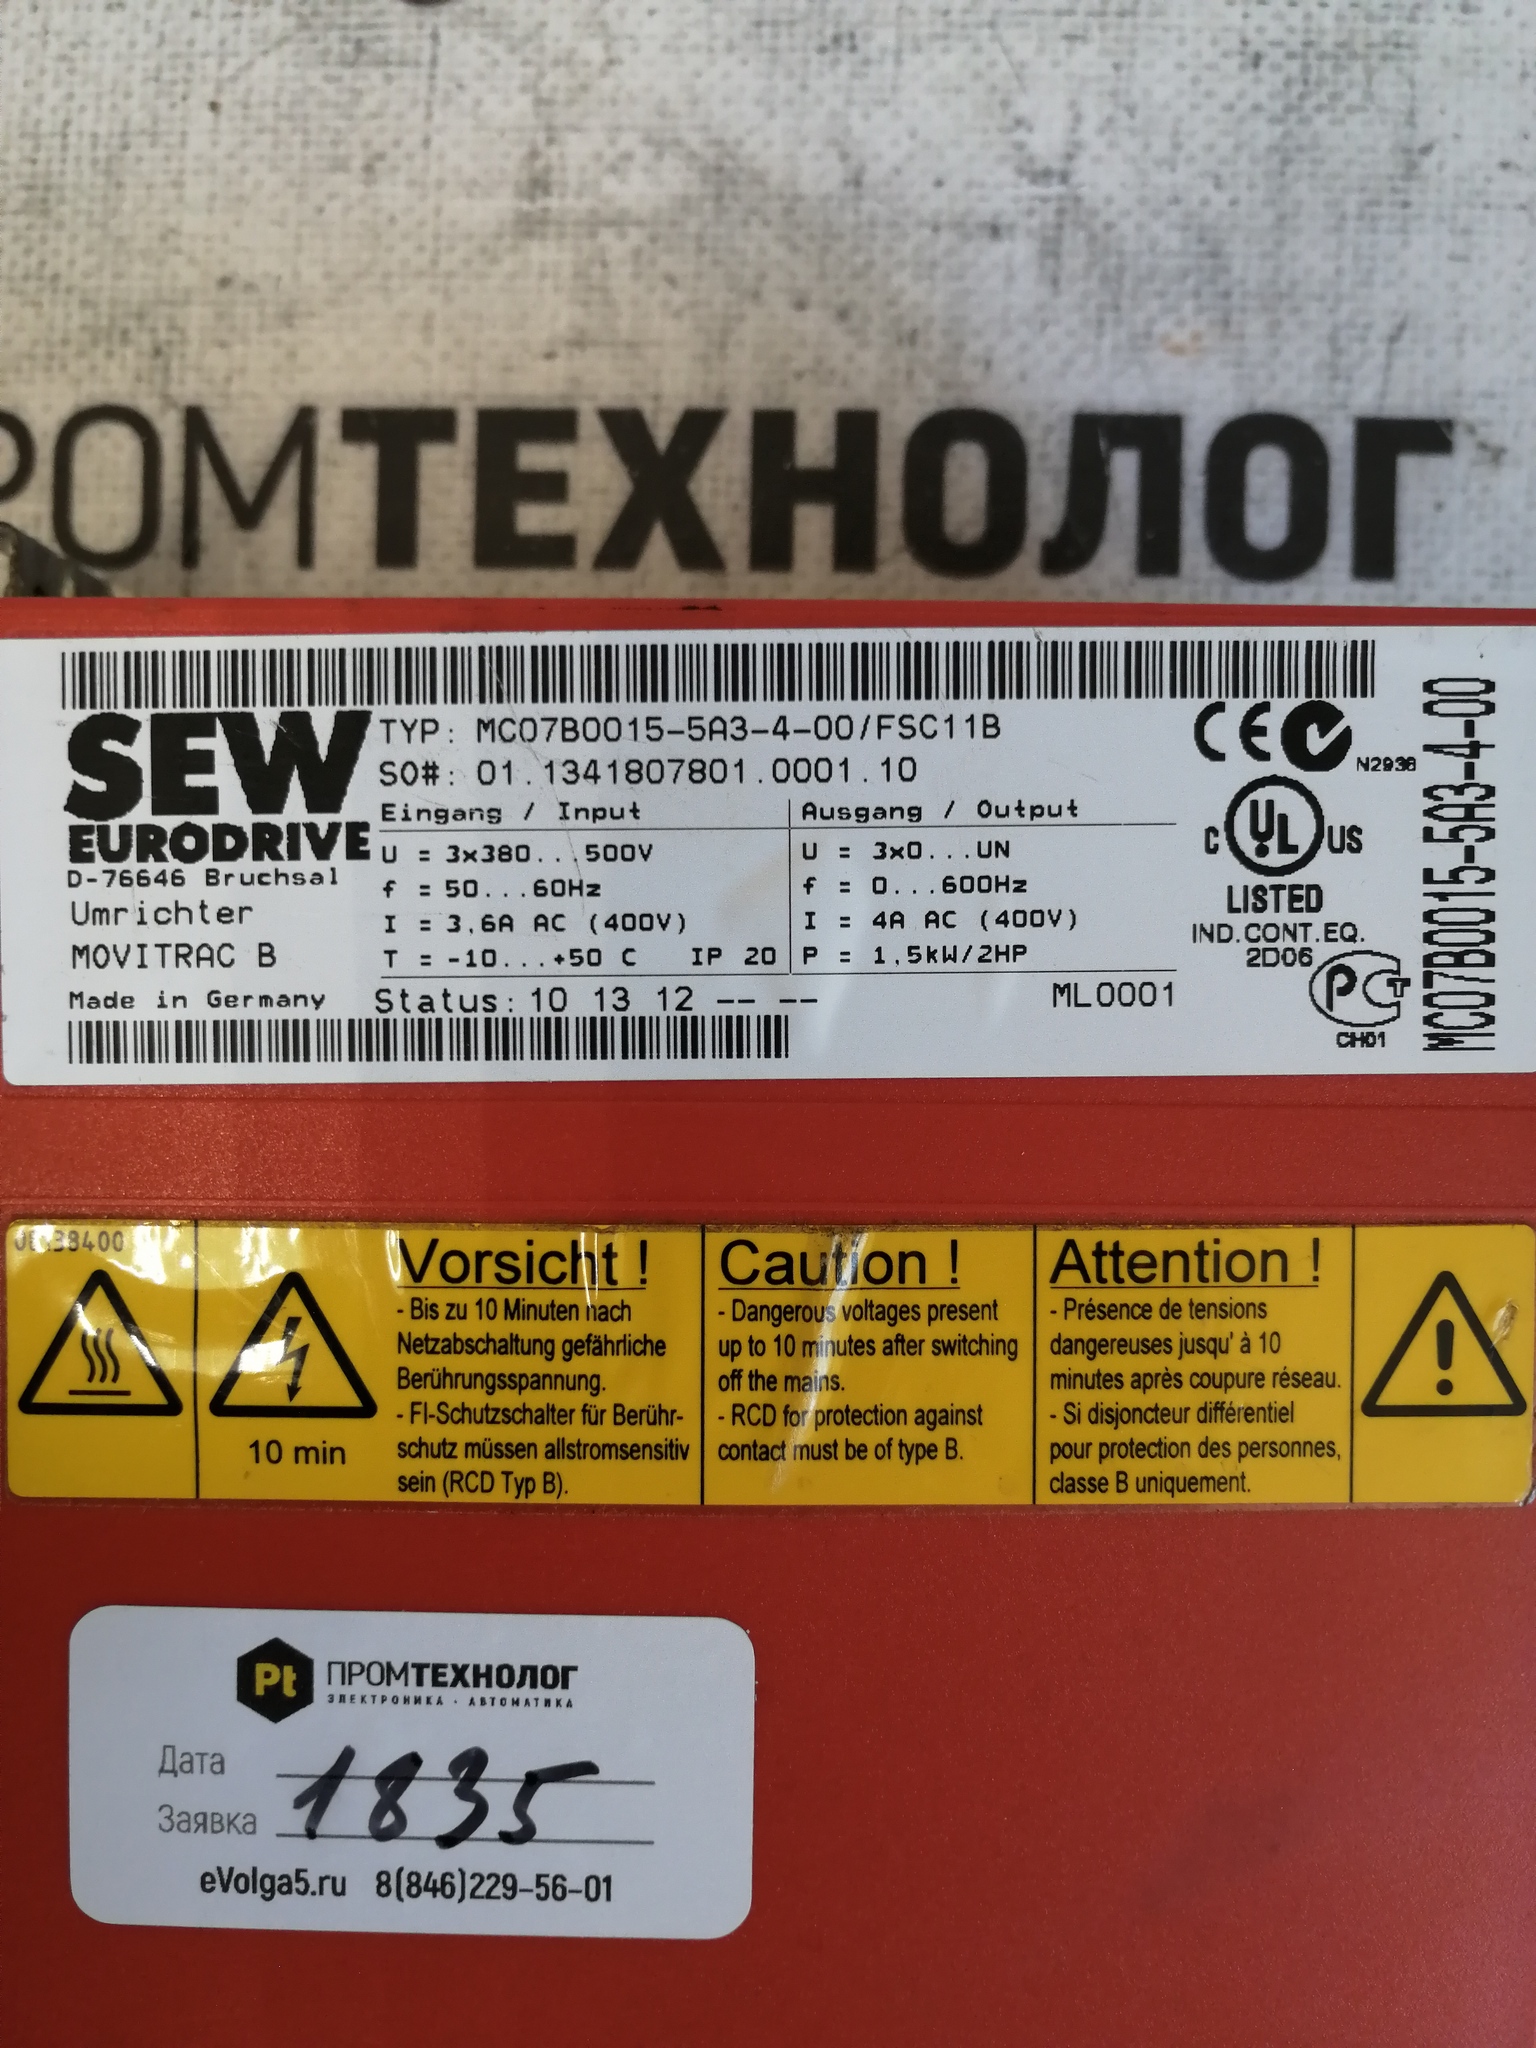 ПРОМТЕХНОЛОГ
SEW
EURODRIVE
D-76646 Bruchsal
Umrichter
MOVITRAC B
Made in Germany
TYP: MC07B0015-5A3-4-00/FSC11B
SO#: 01.1341807801.0001.10
Eingang / Input
U = 3x380...500V
f = 50...60Hz
I = 3,6A AC (400V)
T = -10...+50 C IP 20
Ausgang / Output
U = 3x0...UN
f = 0...600Hz
I = 4A AC (400V)
P = 1,5kW/2HP
Status: 10 13 12 -- --
ML0001
CE
N2936
C UL US
LISTED
IND.CONT.EQ.
2D06
РСТ
CH01
MC07B0015-5A3-4-00
10 min
Vorsicht !
- Bis zu 10 Minuten nach
Netzabschaltung gefährliche
Berührungsspannung.
- FI-Schutzschalter für Berühr-
schutz müssen allstromsensitiv
sein (RCD Typ B).
Caution !
- Dangerous voltages present
up to 10 minutes after switching
off the mains.
- RCD for protection against
contact must be of type B.
Attention !
- Présence de tensions
dangereuses jusqu' à 10
minutes après coupure réseau.
- Si disjoncteur différentiel
pour protection des personnes,
classe B uniquement.
Pt ПРОМТЕХНОЛОГ
ЭЛЕКТРОНИКА · АВТОМАТИКА
Дата
Заявка 1835
eVolga5.ru 8(846)229-56-01